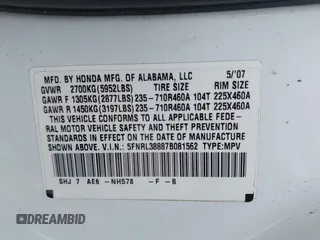 MFD. BY HONDA MFG. OF ALABAMA, LLC 5/'07
GVWR 2700KG(5952LBS) TIRE SIZE RIM SIZE
GAWR F 1305KG(2877LBS) 235-710R460A 104T 225X460A
GAWR R 1450KG(3197LBS) 235-710R460A 104T 225X460A
THIS VEHICLE CONFORMS TO ALL APPLICABLE FEDE-
RAL MOTOR VEHICLE SAFETY AND THEFT PREVENTION
STANDARDS IN EFFECT ON THE DATE OF MANUFACTURE
SHOWN ABOVE. V.I.N.: 5FNRL38887B081562 TYPE:MPV
SHJ 7 AE6 -NH578 -F -B
DREAMBID